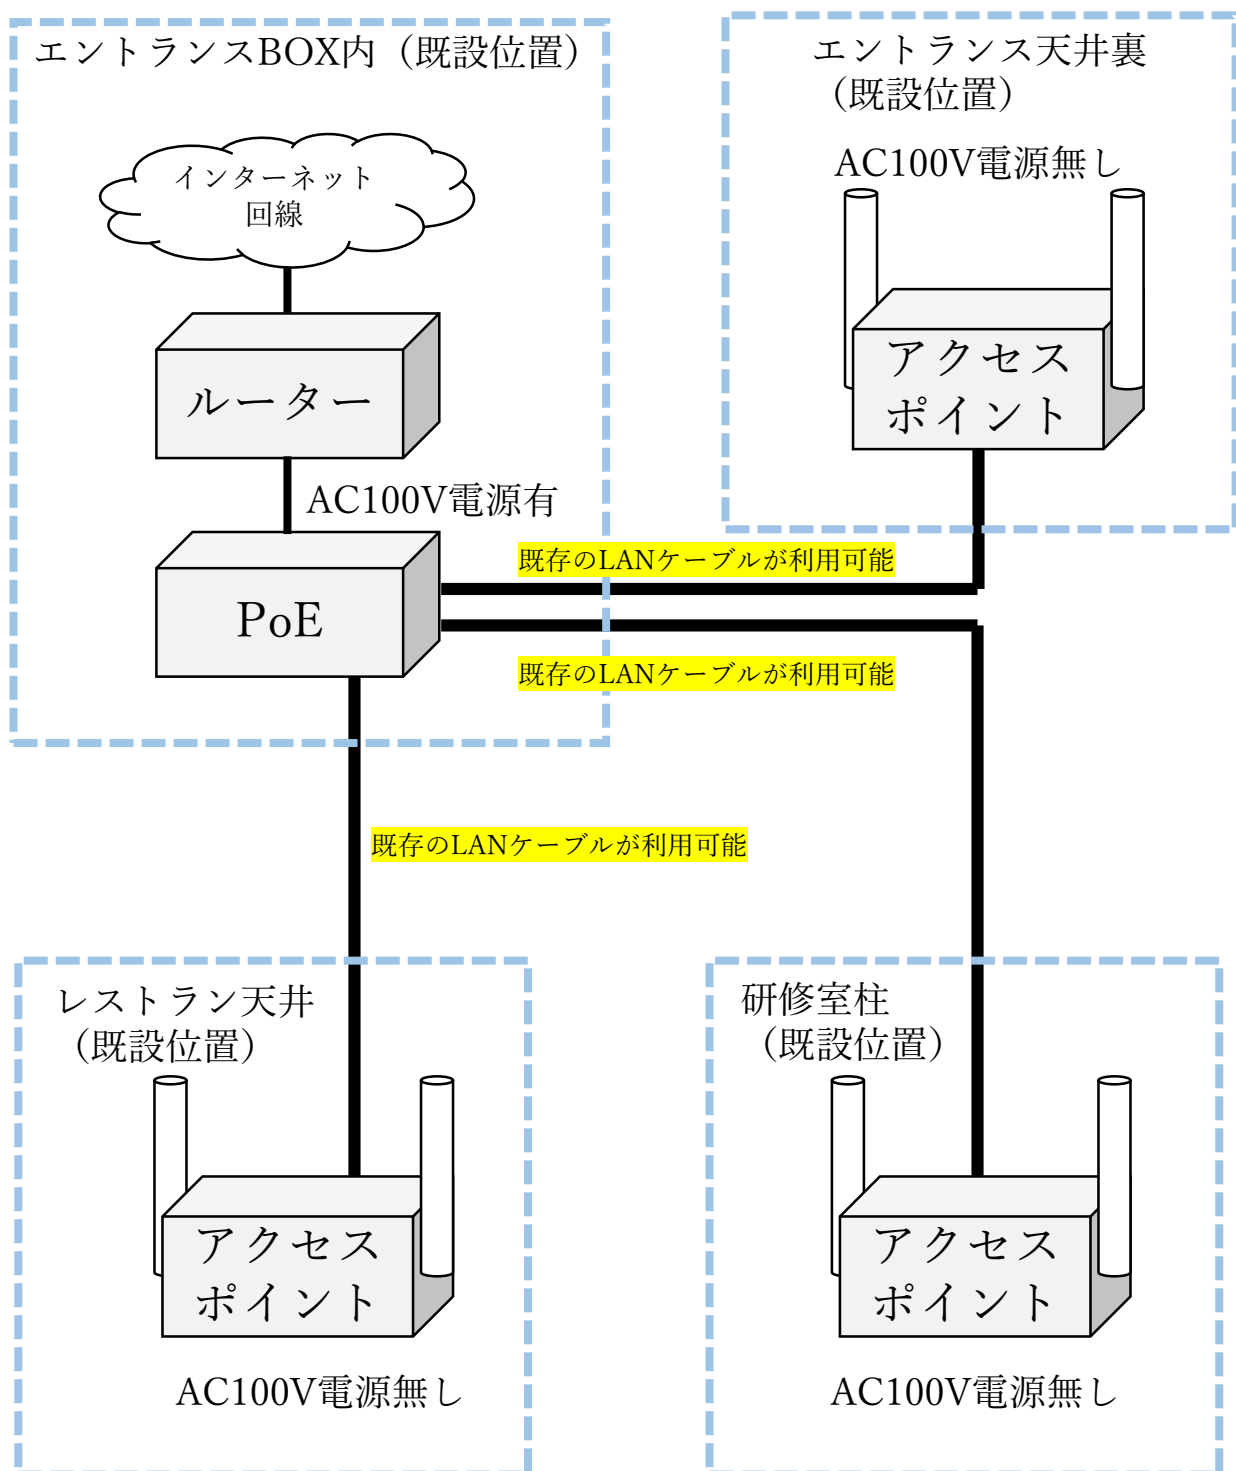 エントランスBOX内（既設位置）
インターネット
回線
ルーター
AC100V電源有
PoE
エントランス天井裏
（既設位置）
AC100V電源無し
アクセス
ポイント
既存のLANケーブルが利用可能
既存のLANケーブルが利用可能
既存のLANケーブルが利用可能
レストラン天井
（既設位置）
アクセス
ポイント
AC100V電源無し
研修室柱
（既設位置）
アクセス
ポイント
AC100V電源無し